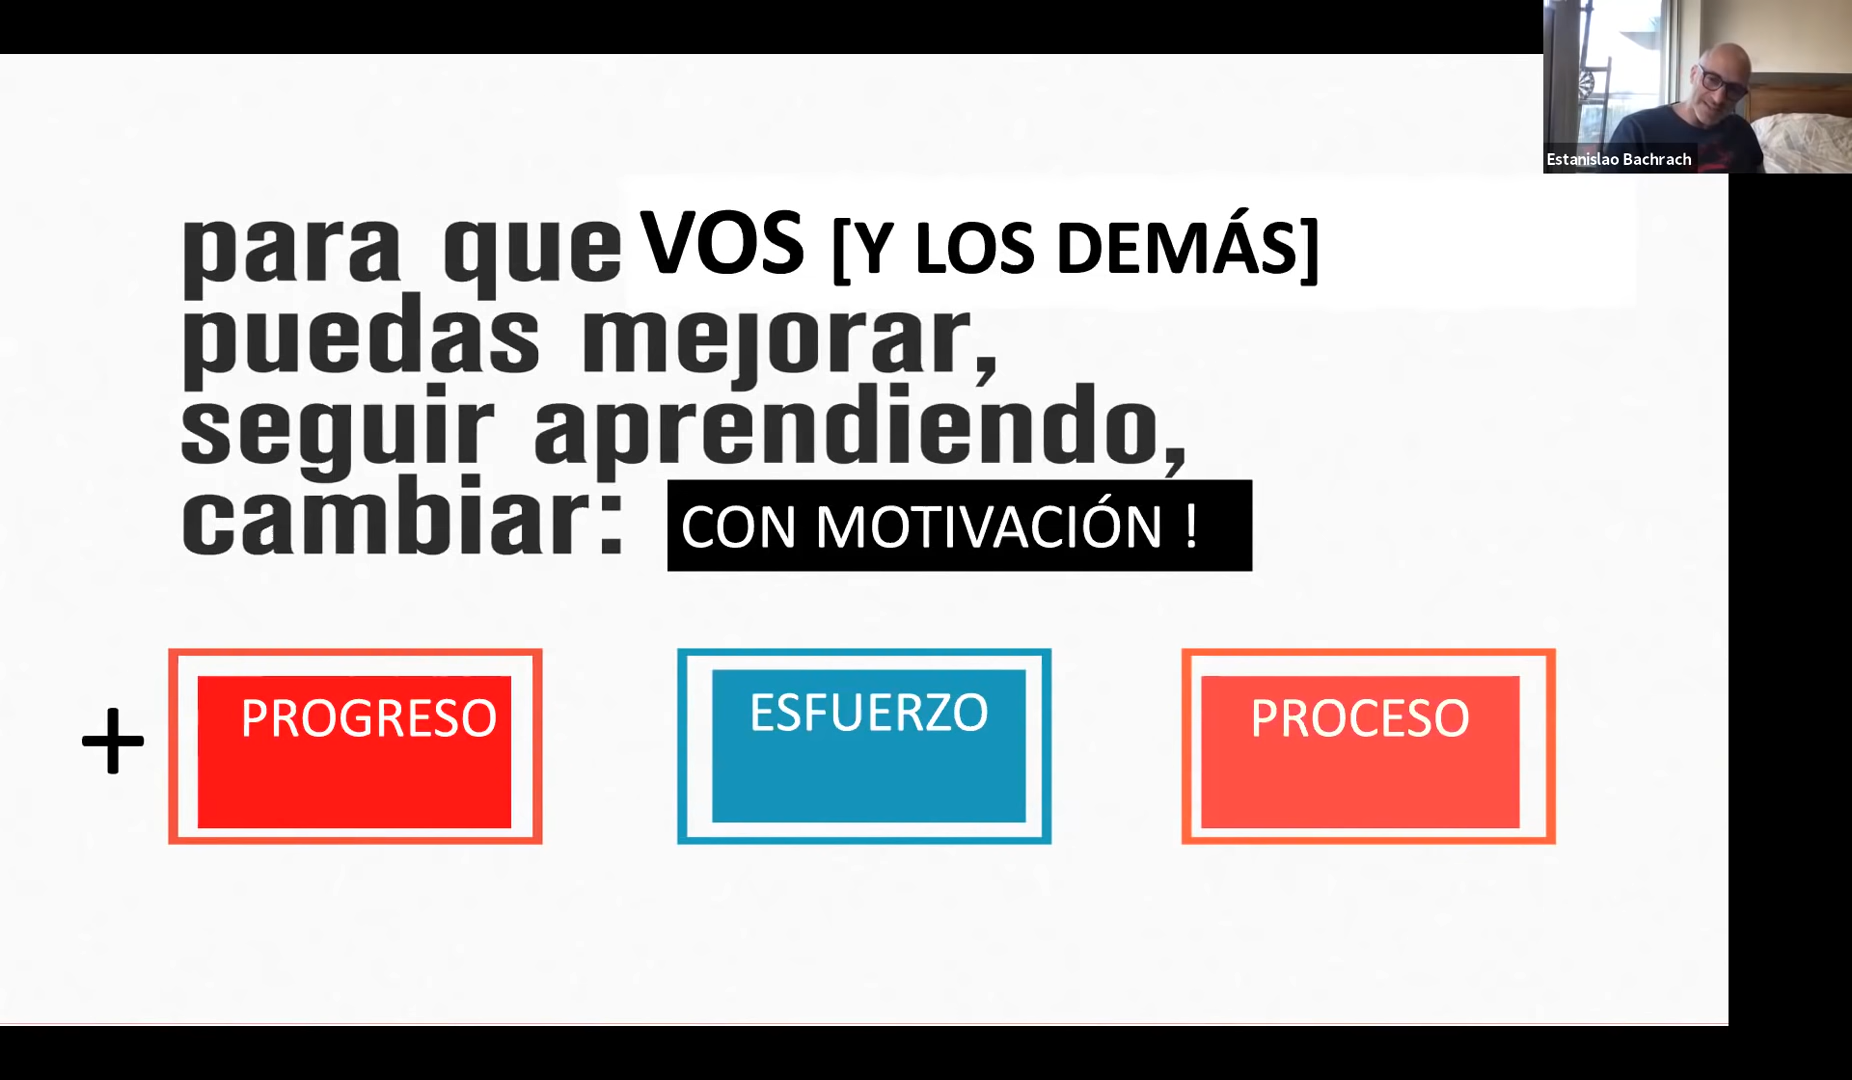 Estanislao Bachrach
para que VOS [Y LOS DEMÁS]
puedas mejorar,
seguir aprendiendo,
cambiar: CON MOTIVACIÓN !
+ PROGRESO ESFUERZO PROCESO